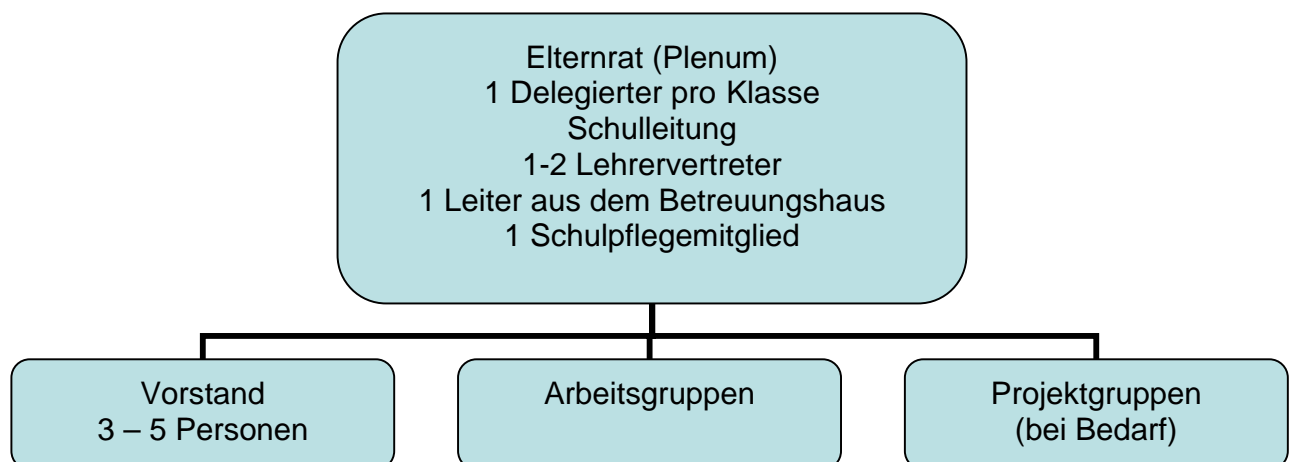 Elternrat (Plenum)
1 Delegierter pro Klasse
Schulleitung
1-2 Lehrervertreter
1 Leiter aus dem Betreuungshaus
1 Schulpflegemitglied
Vorstand
3 – 5 Personen
Arbeitsgruppen
Projektgruppen
(bei Bedarf)